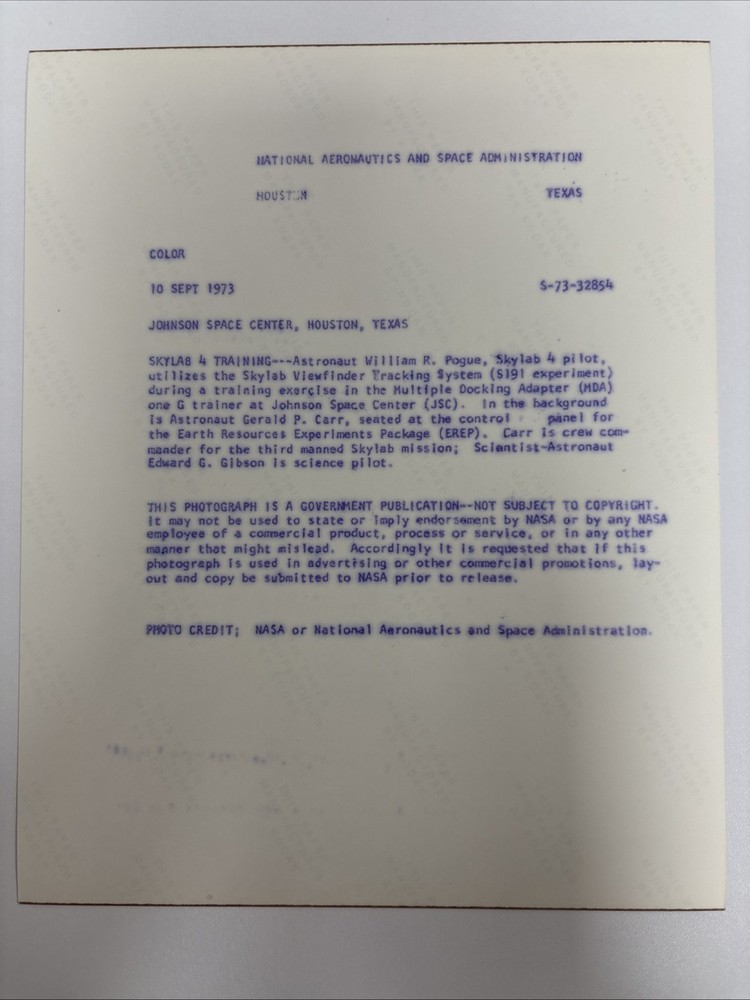 NATIONAL AERONAUTICS AND SPACE ADMINISTRATION
HOUSTON TEXAS
COLOR
10 SEPT 1973 S-73-32854
JOHNSON SPACE CENTER, HOUSTON, TEXAS
SKYLAB 4 TRAINING---Astronaut William R. Pogue, Skylab 4 pilot,
utilizes the Skylab Viewfinder Tracking System (S191 experiment)
during a training exercise in the Multiple Docking Adapter (MDA)
one G trainer at Johnson Space Center (JSC). In the background
is Astronaut Gerald P. Carr, seated at the control panel for
the Earth Resources Experiments Package (EREP). Carr is crew com-
mander for the third manned Skylab mission; Scientist-Astronaut
Edward G. Gibson is science pilot.
THIS PHOTOGRAPH IS A GOVERNMENT PUBLICATION--NOT SUBJECT TO COPYRIGHT.
It may not be used to state or imply endorsement by NASA or by any NASA
employee of a commercial product, process or service, or in any other
manner that might mislead. Accordingly it is requested that if this
photograph is used in advertising or other commercial promotions, lay-
out and copy be submitted to NASA prior to release.
PHOTO CREDIT; NASA or National Aeronautics and Space Administration.